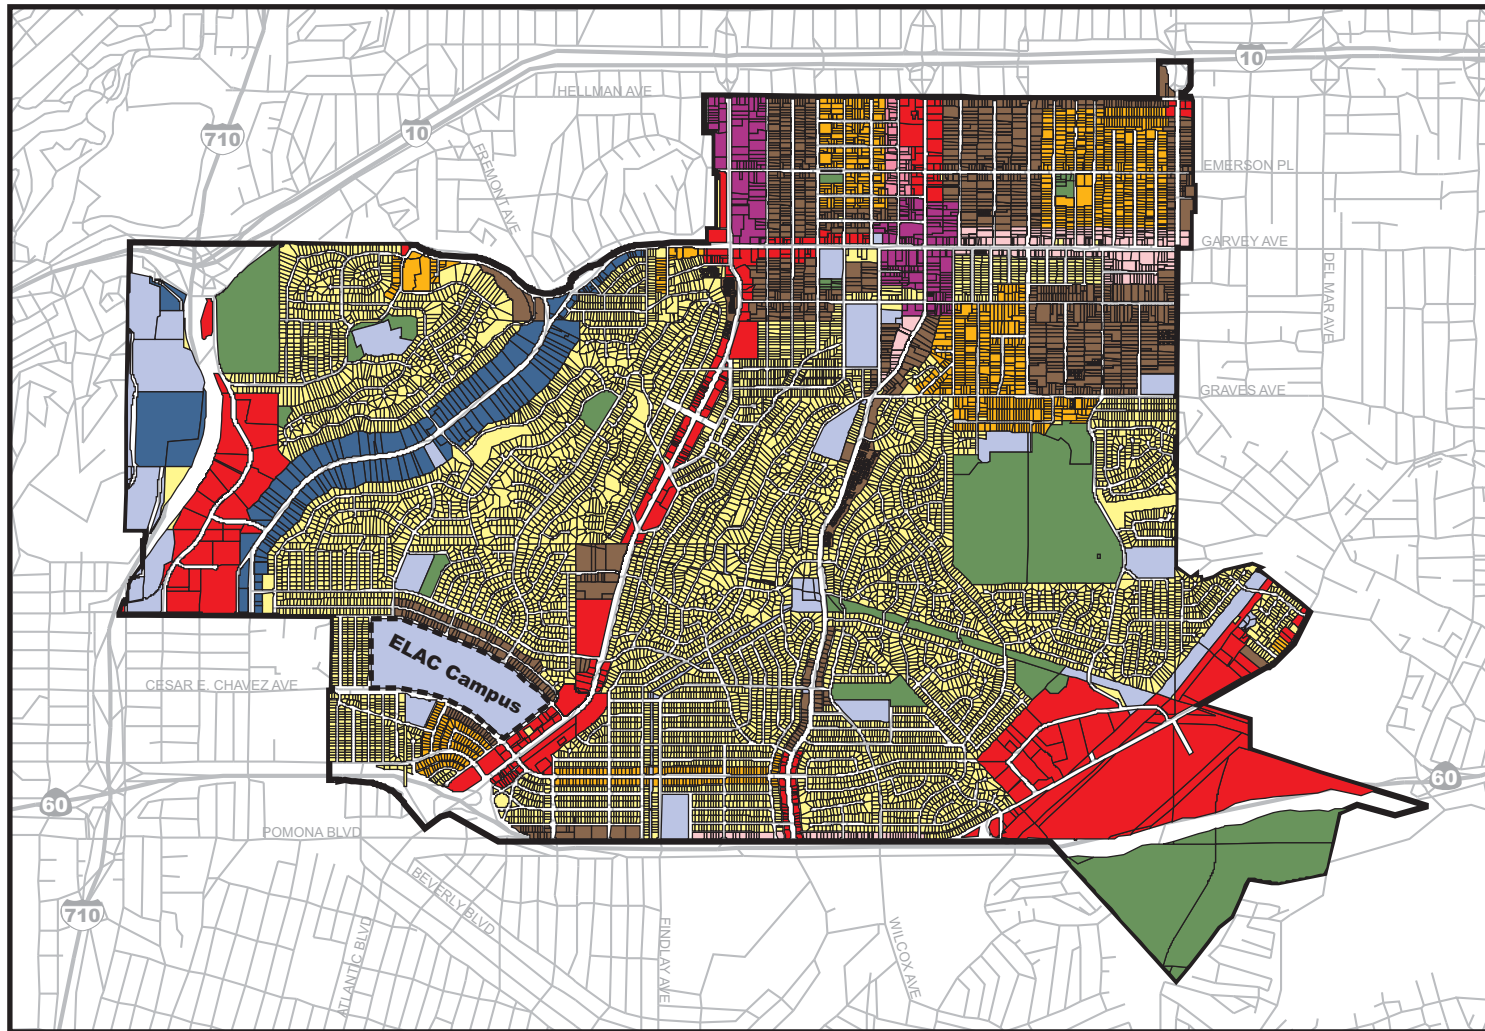 10
HELLMAN AVE
710
10
FREMONT AVE
EMERSON PL
GARVEY AVE
DEL MAR AVE
GRAVES AVE
ELAC Campus
CESAR E. CHAVEZ AVE
60
60
POMONA BLVD
BEVERLY BLVD
710
ATLANTIC BLVD
FINDLAY AVE
WILCOX AVE